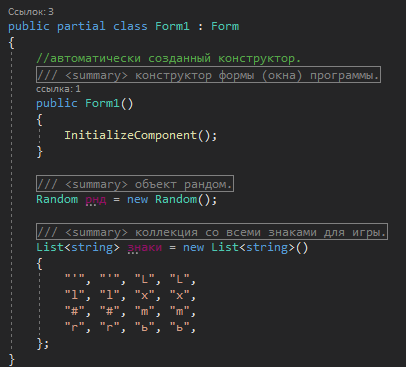 Ссылок: 3
public partial class Form1 : Form
{
//автоматически созданный конструктор.
/// <summary> конструктор формы (окна) программы.
ссылка: 1
public Form1()
{
InitializeComponent();
}
/// <summary> объект рандом.
Random рнд = new Random();
/// <summary> коллекция со всеми знаками для игры.
List<string> знаки = new List<string>()
{
"'", "'", "L", "L",
"l", "l", "x", "x",
"#", "#", "m", "m",
"r", "r", "ь", "ь",
};
}